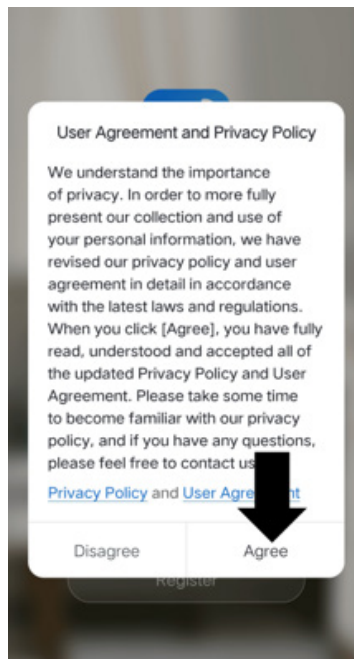 User Agreement and Privacy Policy
We understand the importance
of privacy. In order to more fully
present our collection and use of
your personal information, we have
revised our privacy policy and user
agreement in detail in accordance
with the latest laws and regulations.
When you click [Agree], you have fully
read, understood and accepted all of
the updated Privacy Policy and User
Agreement. Please take some time
to become familiar with our privacy
policy, and if you have any questions,
please feel free to contact us
Privacy Policy and User Agreement
Disagree
Agree
Register